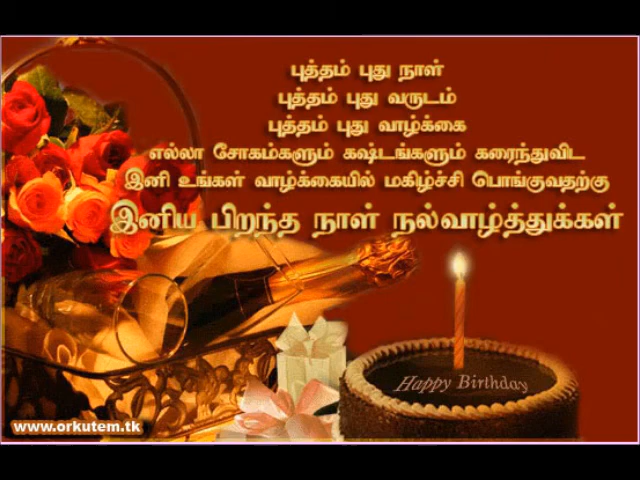 புத்தம் புது நாள்
புத்தம் புது வருடம்
புத்தம் புது வாழ்க்கை
எல்லா சோகம்களும் கஷ்டங்களும் கரைந்துவிட
இனி உங்கள் வாழ்க்கையில் மகிழ்ச்சி பொங்குவதற்கு
இனிய பிறந்த நாள் நல்வாழ்த்துக்கள்
Happy Birthday
www.orkutem.tk